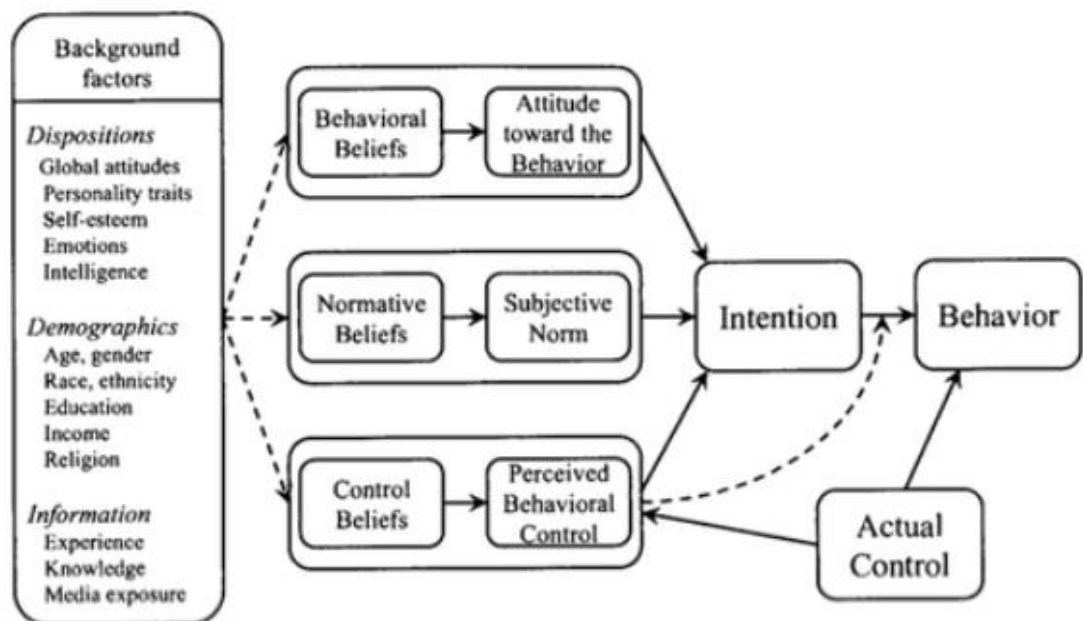 Background
factors
Dispositions
Global attitudes
Personality traits
Self-esteem
Emotions
Intelligence
Demographics
Age, gender
Race, ethnicity
Education
Income
Religion
Information
Experience
Knowledge
Media exposure
Behavioral
Beliefs
Attitude
toward the
Behavior
Normative
Beliefs
Subjective
Norm
Control
Beliefs
Perceived
Behavioral
Control
Intention
Behavior
Actual
Control